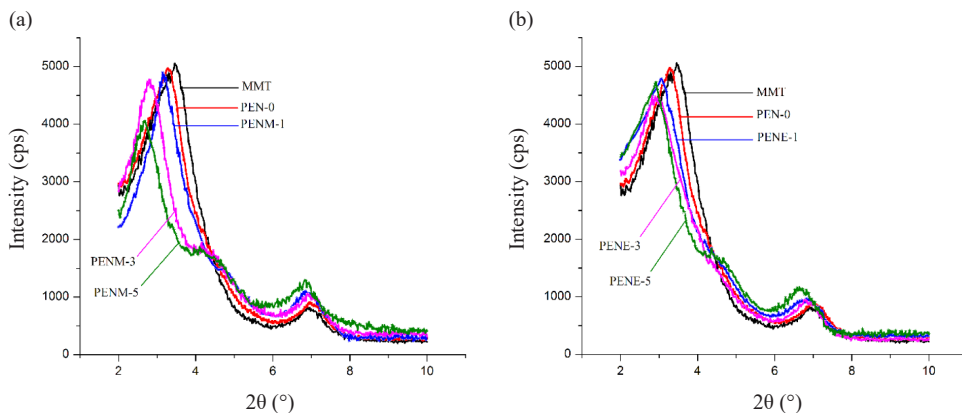 (a)
Intensity (cps)
5000
4000
3000
2000
1000
0
MMT
PEN-0
PENM-1
PENM-3
PENM-5
2 4 6 8 10
2θ (°)
(b)
Intensity (cps)
5000
4000
3000
2000
1000
0
MMT
PEN-0
PENE-1
PENE-3
PENE-5
2 4 6 8 10
2θ (°)